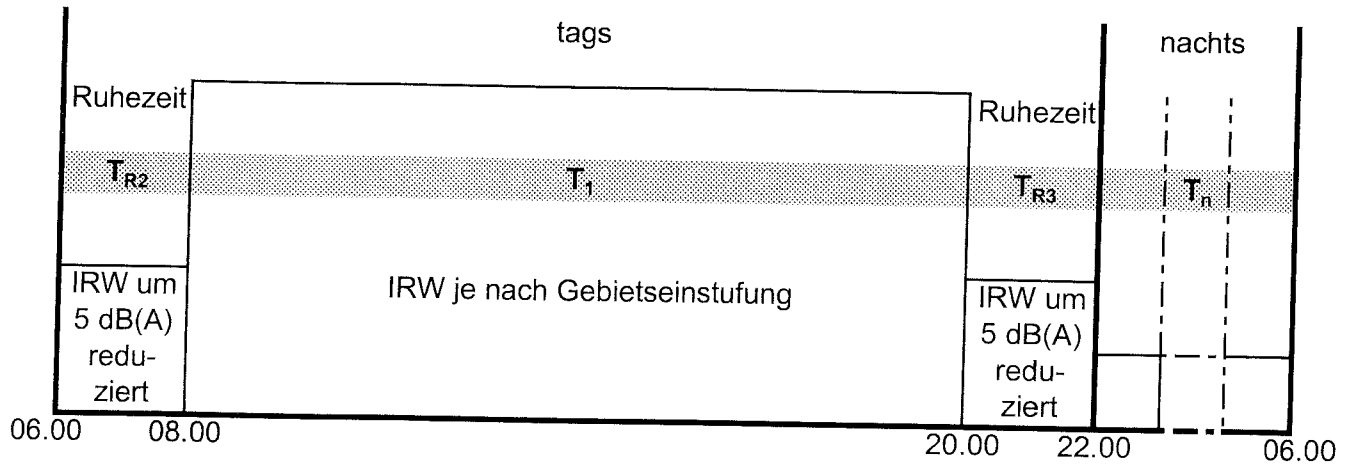 tags
nachts
Ruhezeit
Ruhezeit
T_R2
T_1
T_R3
T_n
IRW um
5 dB(A)
redu-
ziert
IRW je nach Gebietseinstufung
IRW um
5 dB(A)
redu-
ziert
06.00
08.00
20.00
22.00
06.00